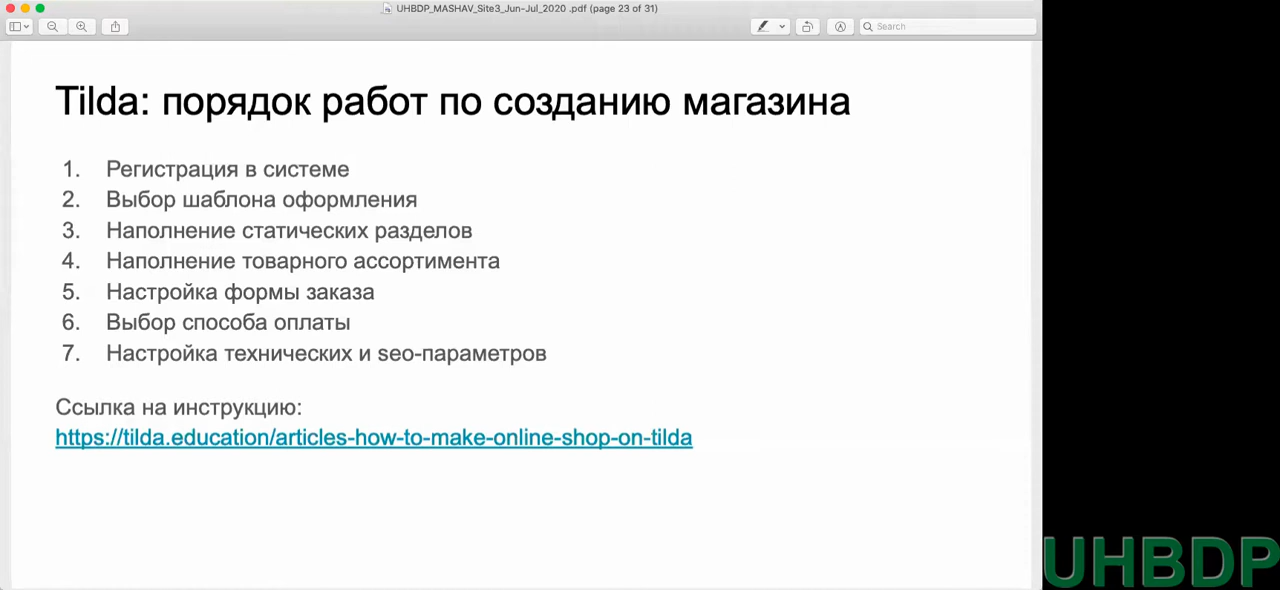 UHBDP_MASHAV_Site3_Jun-Jul_2020 .pdf (page 23 of 31)
Search
Tilda: порядок работ по созданию магазина
1. Регистрация в системе
2. Выбор шаблона оформления
3. Наполнение статических разделов
4. Наполнение товарного ассортимента
5. Настройка формы заказа
6. Выбор способа оплаты
7. Настройка технических и seo-параметров
Ссылка на инструкцию:
https://tilda.education/articles-how-to-make-online-shop-on-tilda
UHBDP